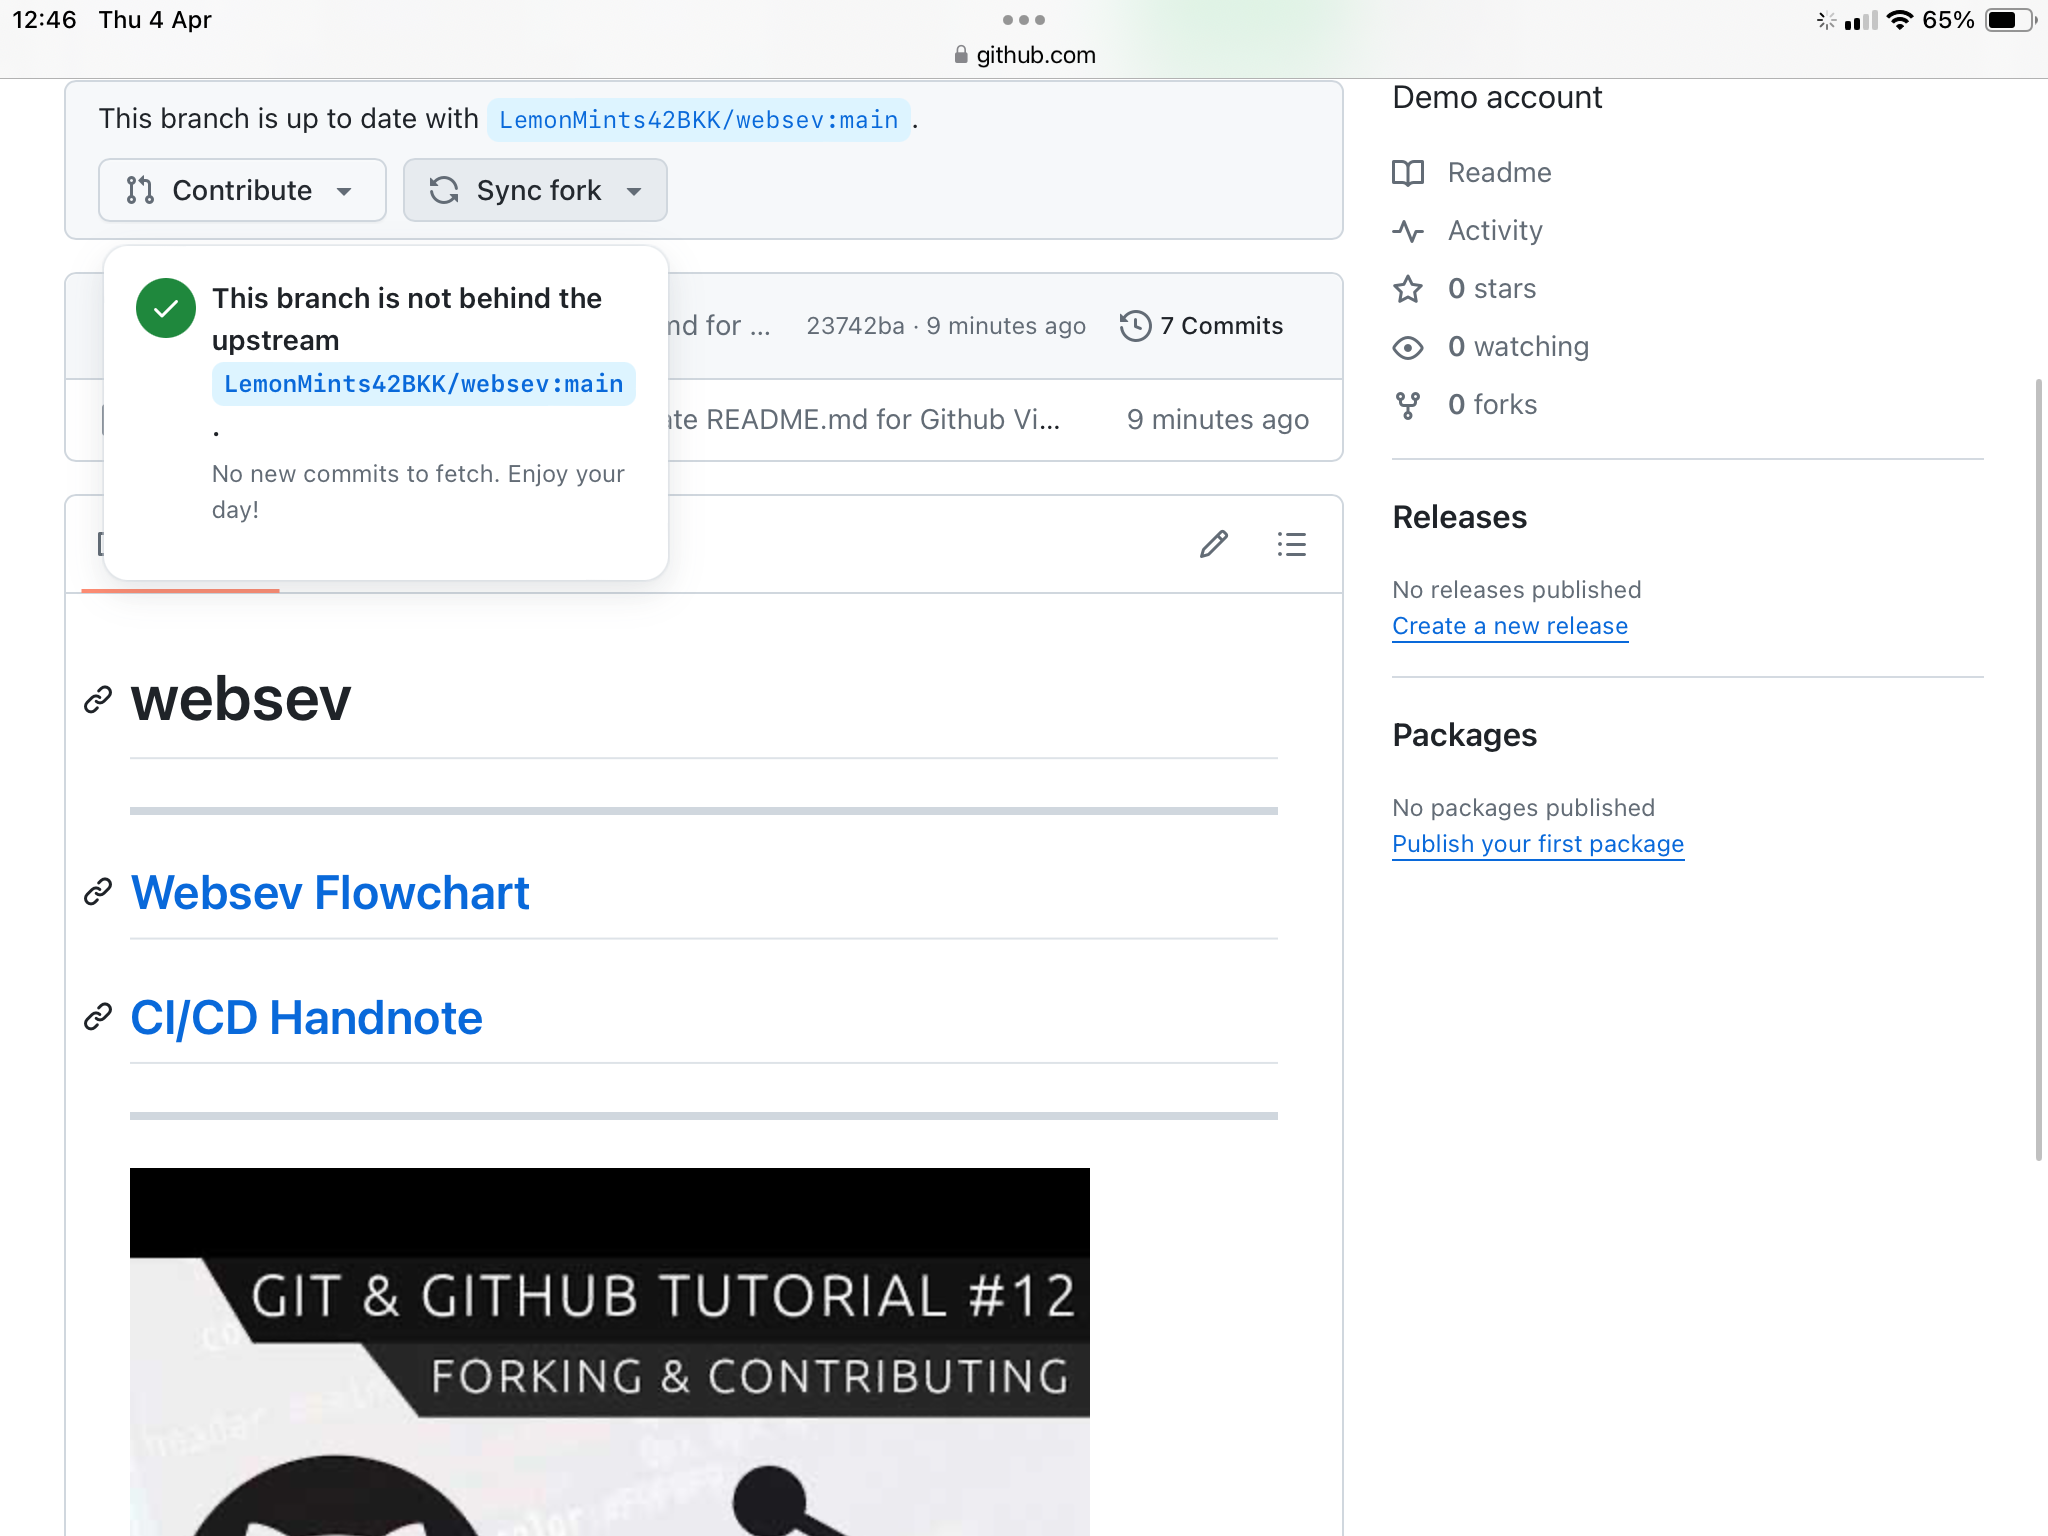 12:46 Thu 4 Apr
65%
github.com
This branch is up to date with LemonMints42BKK/websev:main .
Contribute
Sync fork
This branch is not behind the
upstream
LemonMints42BKK/websev:main
.
No new commits to fetch. Enjoy your
day!
md for ... 23742ba · 9 minutes ago 7 Commits
ate README.md for Github Vi... 9 minutes ago
websev
Websev Flowchart
CI/CD Handnote
GIT & GITHUB TUTORIAL #12
FORKING & CONTRIBUTING
Demo account
Readme
Activity
0 stars
0 watching
0 forks
Releases
No releases published
Create a new release
Packages
No packages published
Publish your first package